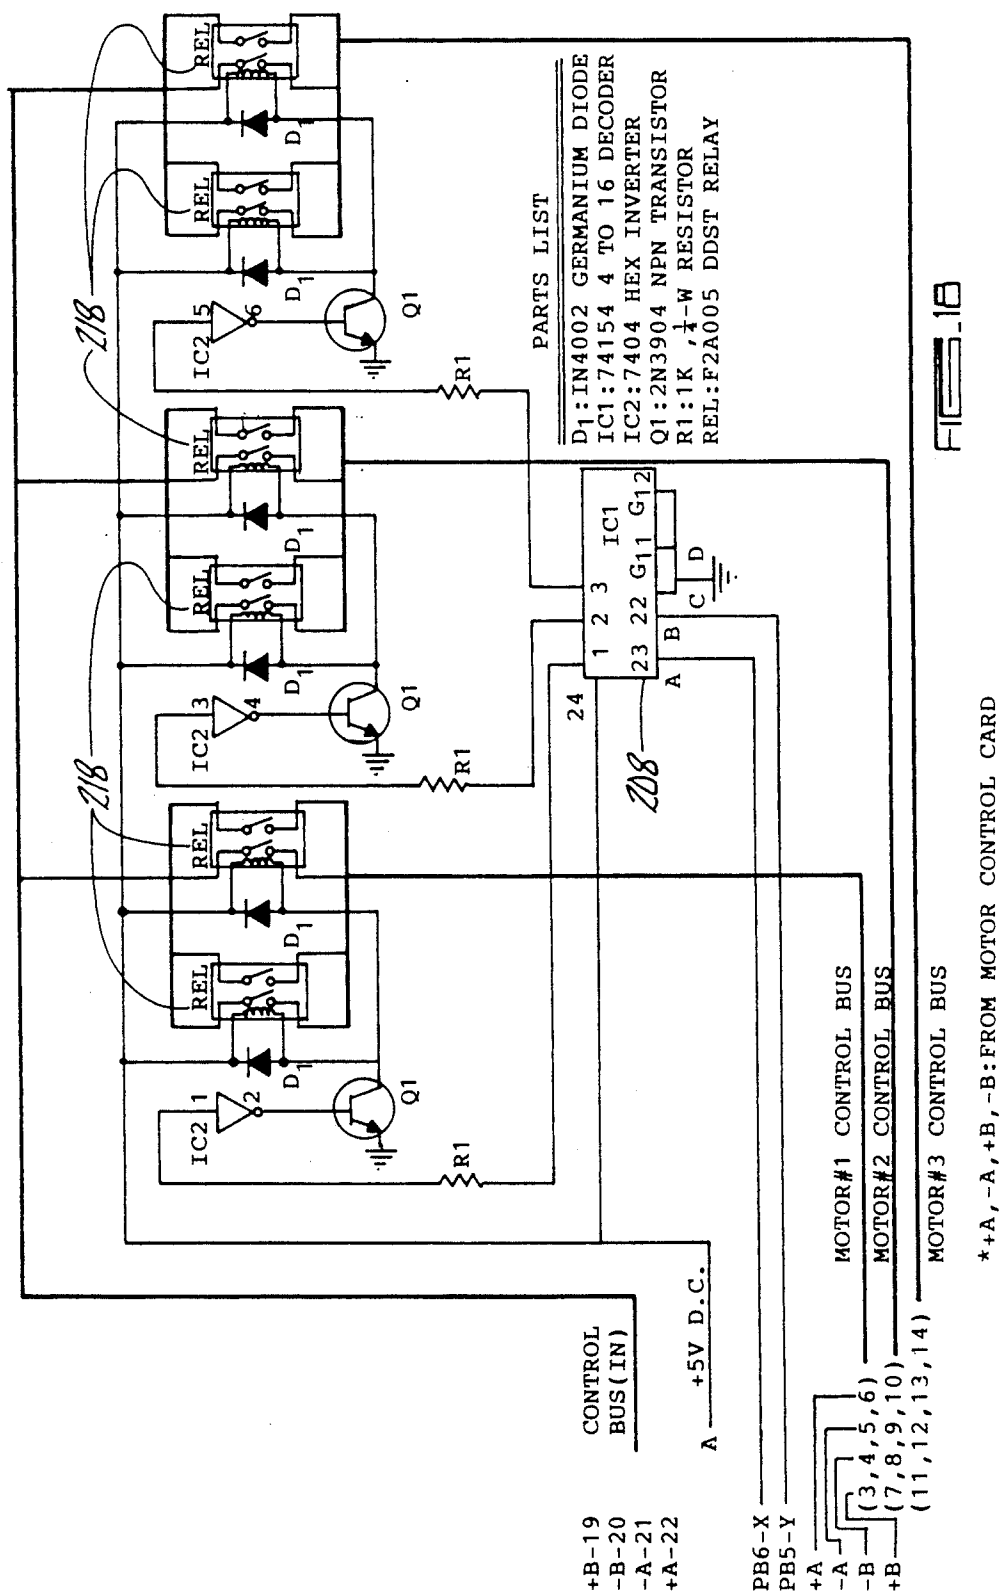 REL
REL
REL
REL
REL
REL
218
218
D1
D1
D1
D1
D1
D1
IC2 1
2
IC2 3
4
IC2 5
6
Q1
Q1
Q1
R1
R1
R1
PARTS LIST
D1:IN4002 GERMANIUM DIODE
IC1:74154 4 TO 16 DECODER
IC2:7404 HEX INVERTER
Q1:2N3904 NPN TRANSISTOR
R1:1K ,¼-W RESISTOR
REL:F2A005 DDST RELAY
24
1 2 3 IC1
23 22 G11 G12
A B C D
208
CONTROL
BUS(IN)
+B-19
-B-20
-A-21
+A-22
A +5V D.C.
PB6-X
PB5-Y
+A
-A
-B (3,4,5,6) MOTOR#1 CONTROL BUS
+B (7,8,9,10) MOTOR#2 CONTROL BUS
(11,12,13,14) MOTOR#3 CONTROL BUS
*+A,-A,+B,-B:FROM MOTOR CONTROL CARD
FIG_18